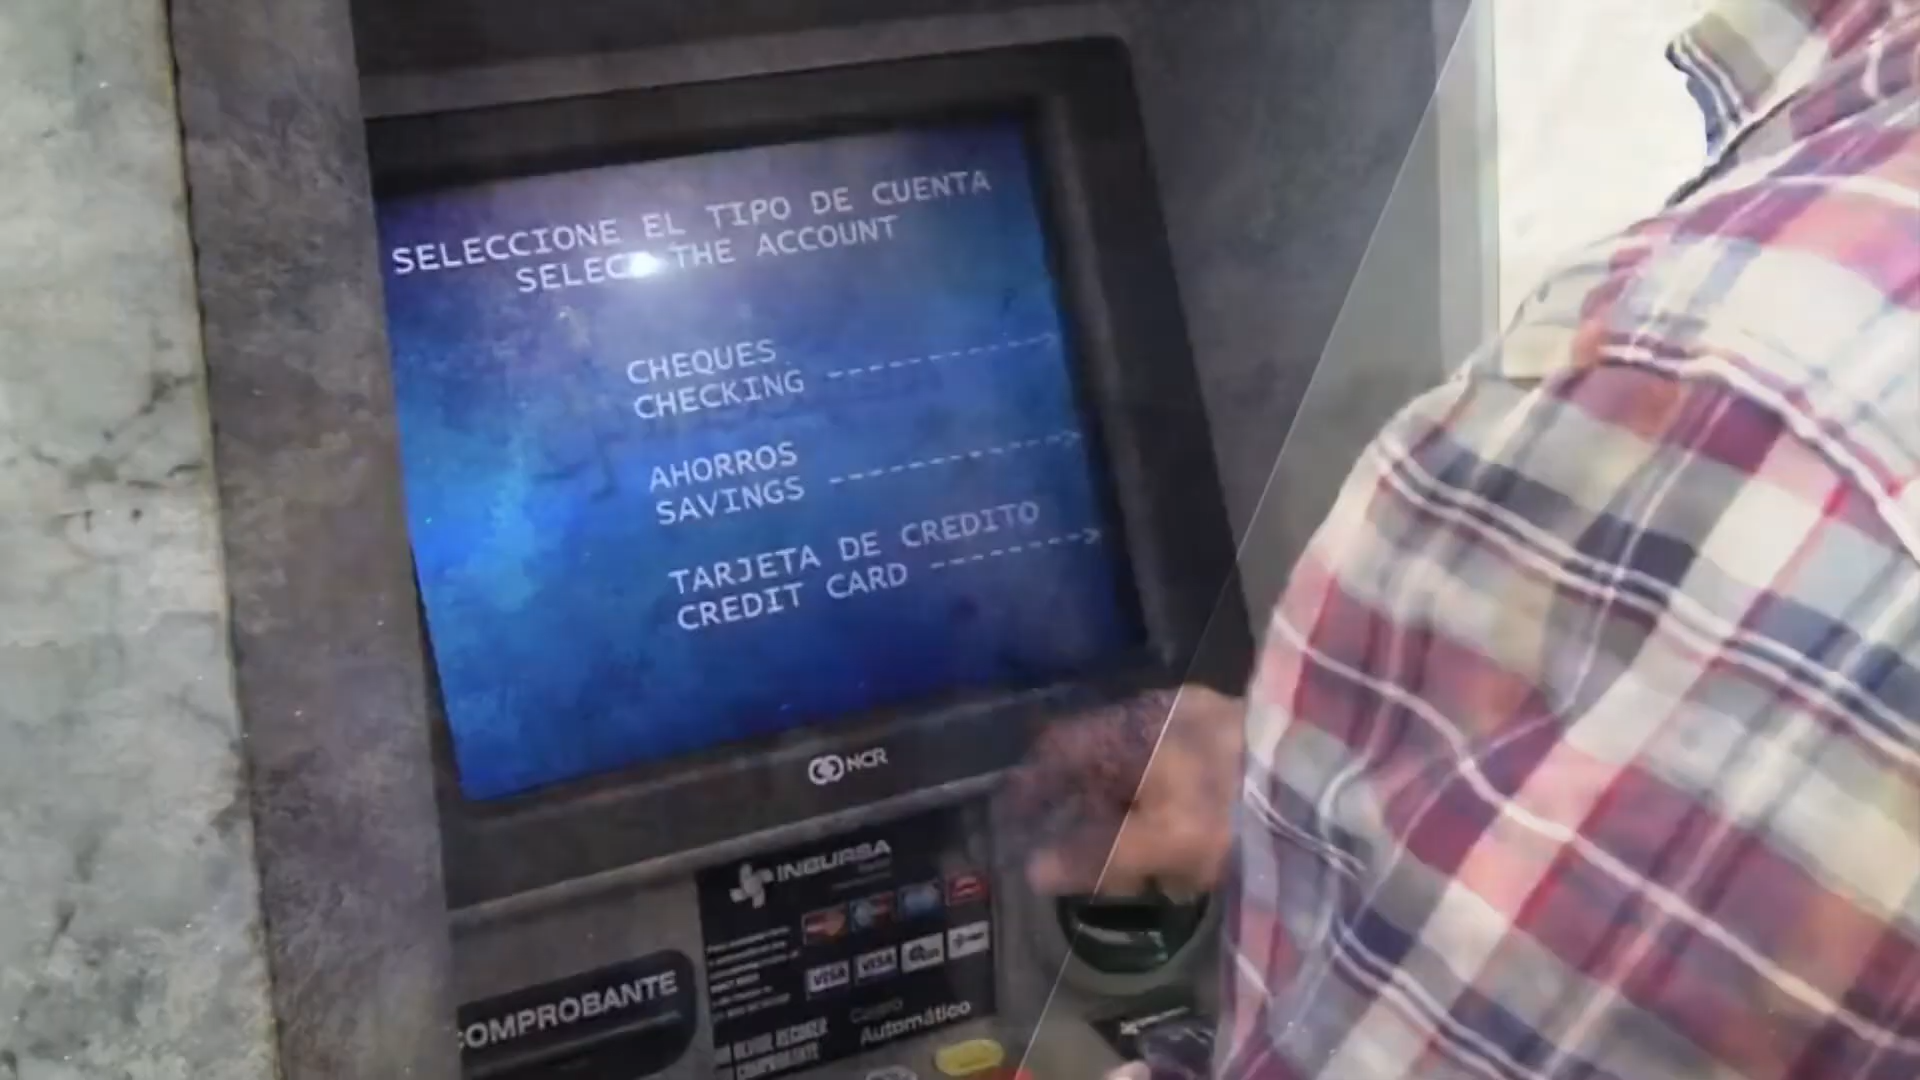 SELECCIONE EL TIPO DE CUENTA
SELECT THE ACCOUNT
CHEQUES
CHECKING
AHORROS
SAVINGS
TARJETA DE CREDITO
CREDIT CARD
NCR
INBURSA
VISA VISA
COMPROBANTE
Cajero
Automático